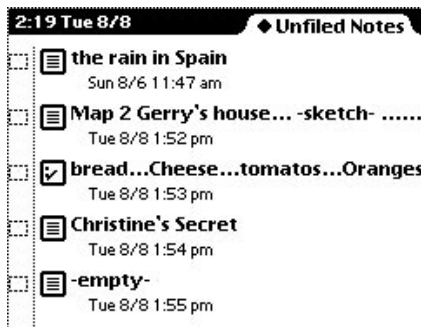 2:19 Tue 8/8
◆ Unfiled Notes
the rain in Spain
Sun 8/6 11:47 am
Map 2 Gerry's house... -sketch- ......
Tue 8/8 1:52 pm
bread...Cheese...tomatos...Oranges
Tue 8/8 1:53 pm
Christine's Secret
Tue 8/8 1:54 pm
-empty-
Tue 8/8 1:55 pm